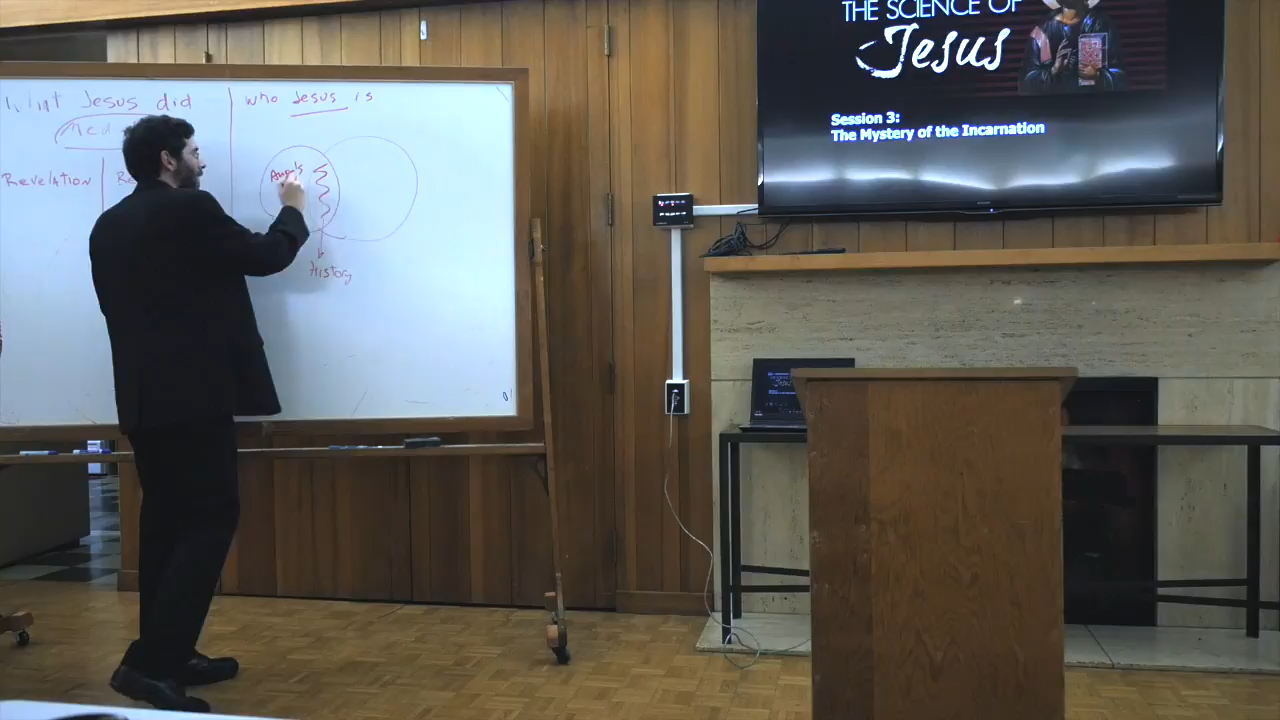 What Jesus did
who Jesus is
Med
Revelation
Angels
History
THE SCIENCE OF
Jesus
Session 3:
The Mystery of the Incarnation